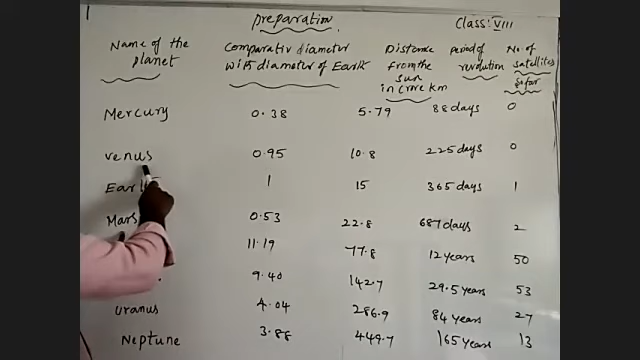 preparation
Class: VIII
Name of the planet
Comparativ diameter with diameter of Earth
Distance from the sun in crore km
period of revolution
No of satellites so far
Mercury 0.38 5.79 88 days 0
venus 0.95 10.8 225 days 0
Earth 1 15 365 days 1
Mars 0.53 22.8 687 days 2
11.19 77.8 12 years 50
9.40 142.7 29.5 years 53
Uranus 4.04 286.9 84 years 27
Neptune 3.88 449.7 165 years 13